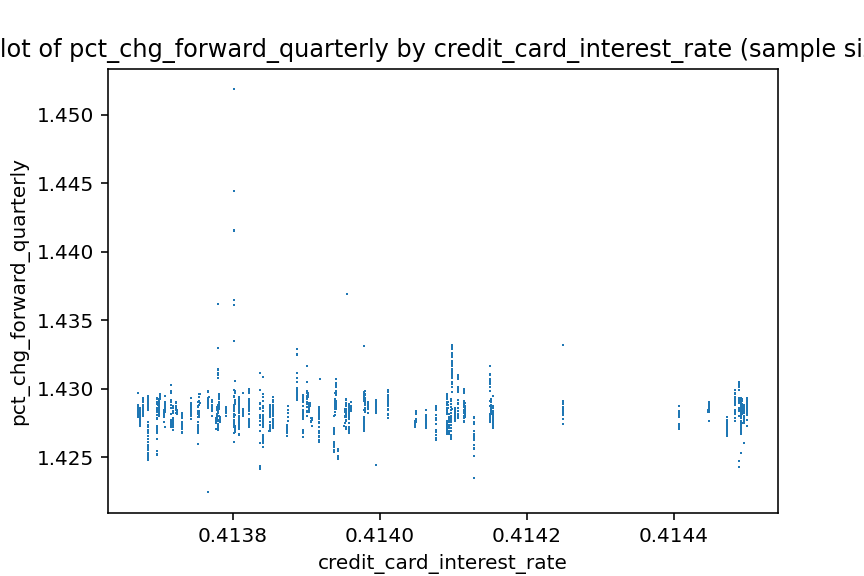 lot of pct_chg_forward_quarterly by credit_card_interest_rate (sample si
1.450
1.445
1.440
1.435
1.430
1.425
pct_chg_forward_quarterly
0.4138 0.4140 0.4142 0.4144
credit_card_interest_rate